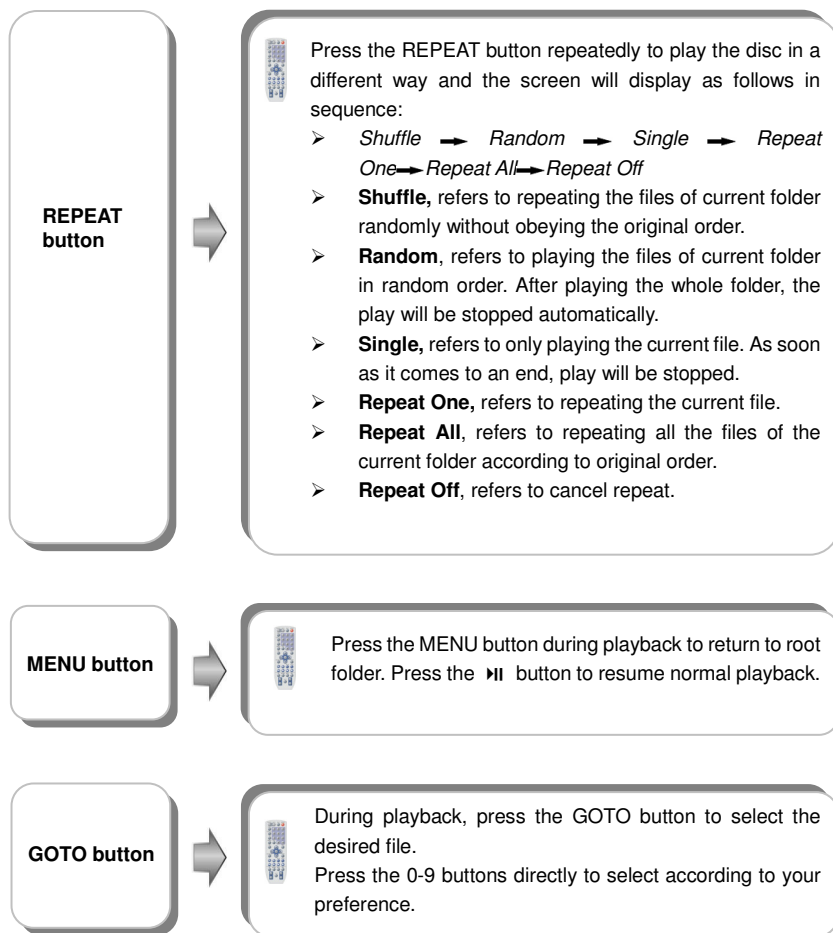 REPEAT
button
Press the REPEAT button repeatedly to play the disc in a
different way and the screen will display as follows in
sequence:
➢ Shuffle ➞ Random ➞ Single ➞ Repeat
One➞Repeat All➞Repeat Off
➢ Shuffle, refers to repeating the files of current folder
randomly without obeying the original order.
➢ Random, refers to playing the files of current folder
in random order. After playing the whole folder, the
play will be stopped automatically.
➢ Single, refers to only playing the current file. As soon
as it comes to an end, play will be stopped.
➢ Repeat One, refers to repeating the current file.
➢ Repeat All, refers to repeating all the files of the
current folder according to original order.
➢ Repeat Off, refers to cancel repeat.
MENU button
Press the MENU button during playback to return to root
folder. Press the ⏯ button to resume normal playback.
GOTO button
During playback, press the GOTO button to select the
desired file.
Press the 0-9 buttons directly to select according to your
preference.